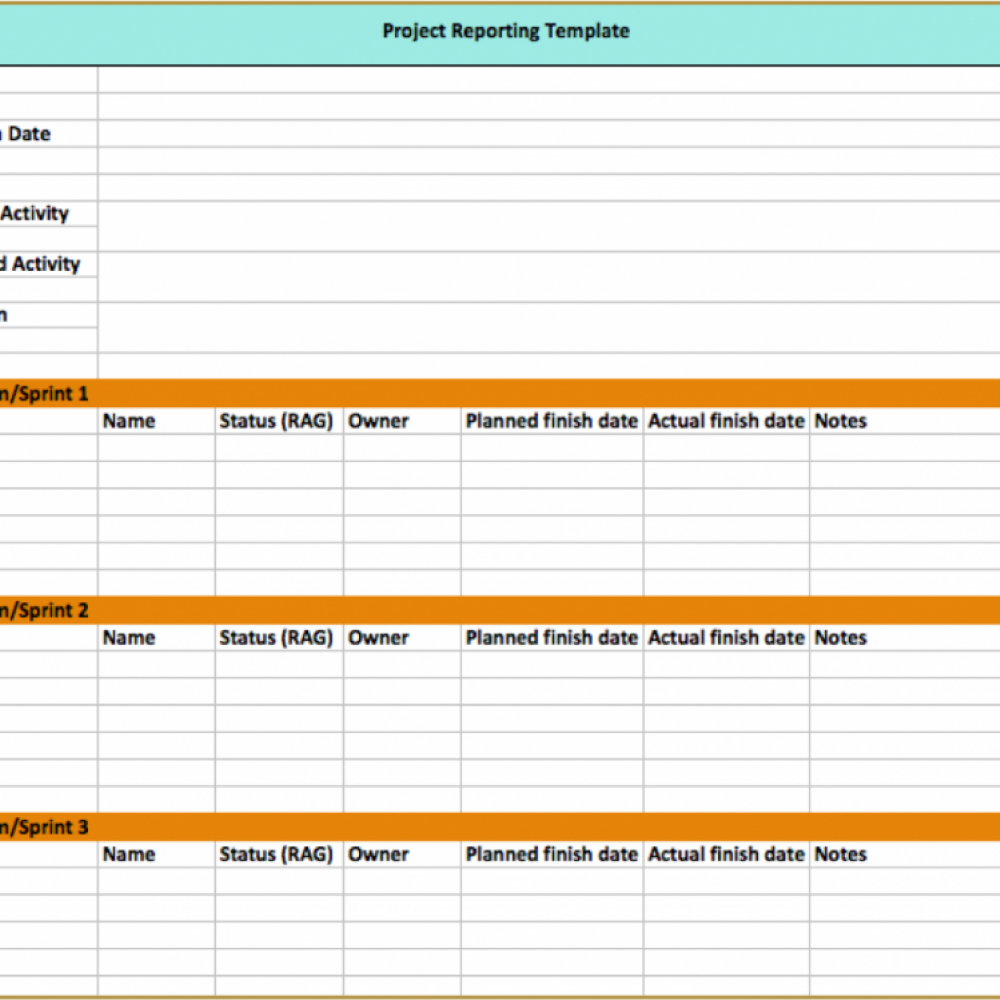 Project Reporting Template
Date
Activity
d Activity
n
n/Sprint 1
Name Status (RAG) Owner Planned finish date Actual finish date Notes
n/Sprint 2
Name Status (RAG) Owner Planned finish date Actual finish date Notes
n/Sprint 3
Name Status (RAG) Owner Planned finish date Actual finish date Notes